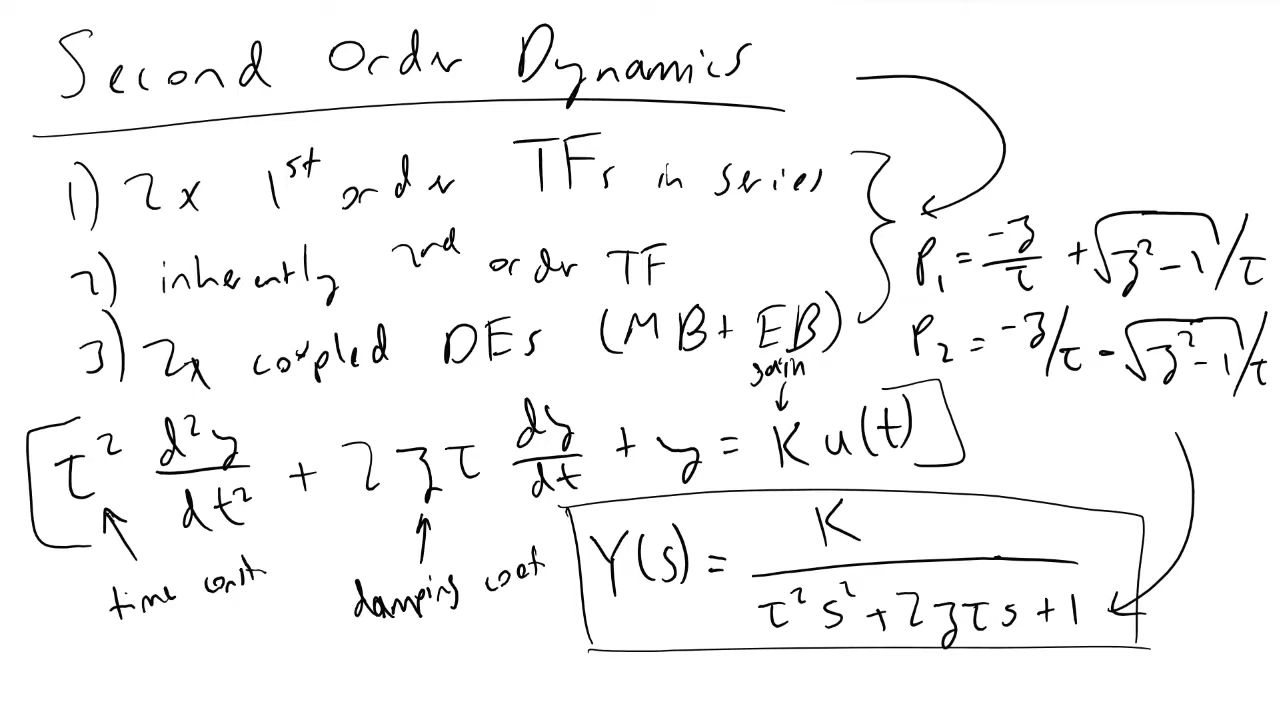 Second Order Dynamics
1) 2x 1st order TFs in series
2) inherently 2nd order TF
3) 2x coupled DEs (MB+ EB)
P₁ = -ζ/τ + √(ζ²-1)/τ
P₂ = -ζ/τ - √(ζ²-1)/τ
gain
[τ² d²y/dt² + 2ζτ dy/dt + y = K u(t)]
time const
damping coef
Y(s) = K/(τ²s² + 2ζτs + 1)